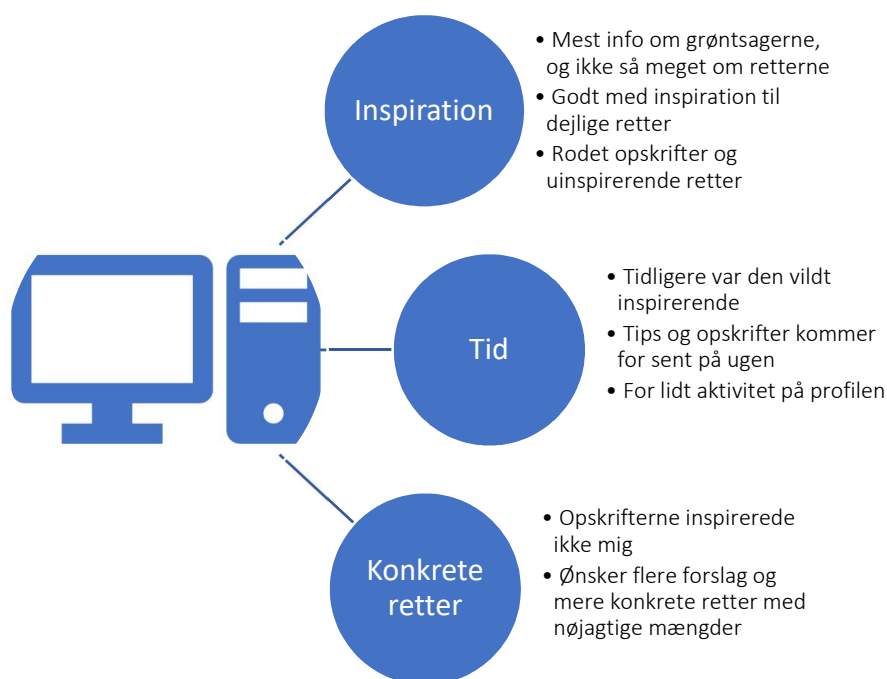 Inspiration
• Mest info om grøntsagerne,
og ikke så meget om retterne
• Godt med inspiration til
dejlige retter
• Rodet opskrifter og
uinspirerende retter
Tid
• Tidligere var den vildt
inspirerende
• Tips og opskrifter kommer
for sent på ugen
• For lidt aktivitet på profilen
Konkrete
retter
• Opskrifterne inspirerede
ikke mig
• Ønsker flere forslag og
mere konkrete retter med
nøjagtige mængder